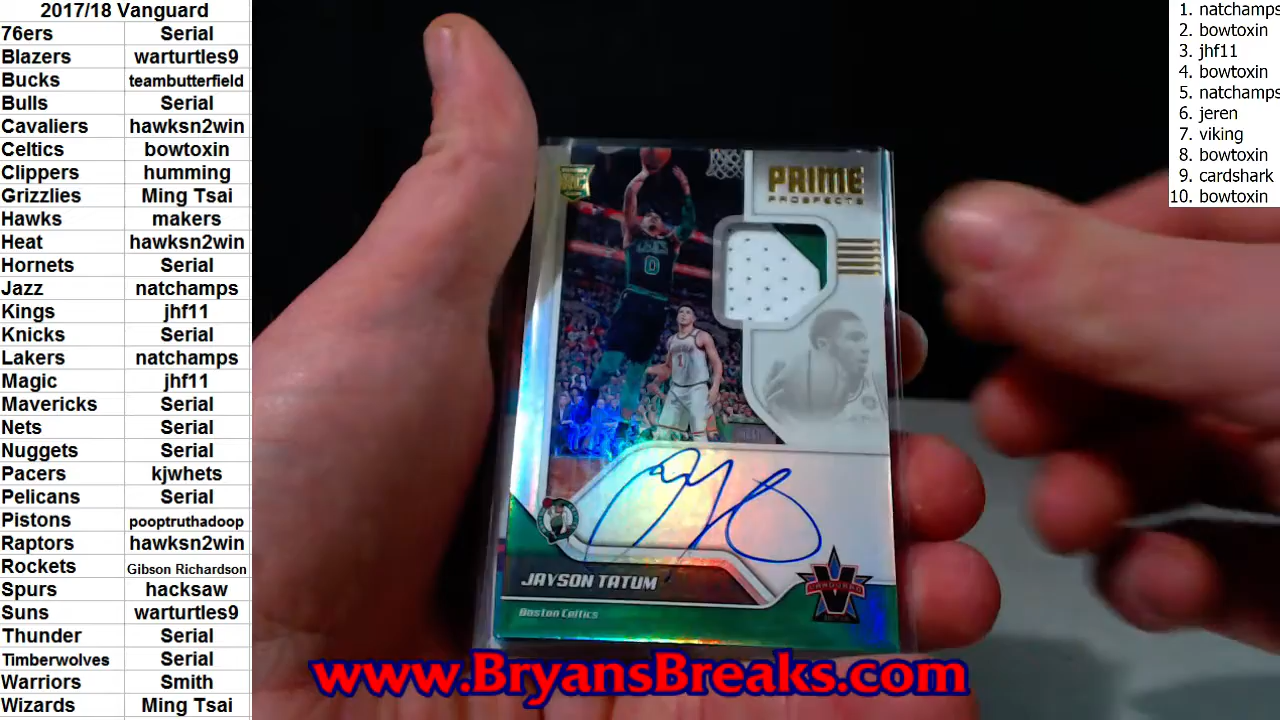 2017/18 Vanguard
76ers Serial
Blazers warturtles9
Bucks teambutterfield
Bulls Serial
Cavaliers hawksn2win
Celtics bowtoxin
Clippers humming
Grizzlies Ming Tsai
Hawks makers
Heat hawksn2win
Hornets Serial
Jazz natchamps
Kings jhf11
Knicks Serial
Lakers natchamps
Magic jhf11
Mavericks Serial
Nets Serial
Nuggets Serial
Pacers kjwhets
Pelicans Serial
Pistons pooptruthadoop
Raptors hawksn2win
Rockets Gibson Richardson
Spurs hacksaw
Suns warturtles9
Thunder Serial
Timberwolves Serial
Warriors Smith
Wizards Ming Tsai
RC
PRIME
PROSPECTS
0
1
JAYSON TATUM
Boston Celtics
VANGUARD
www.BryansBreaks.com
1. natchamps
2. bowtoxin
3. jhf11
4. bowtoxin
5. natchamps
6. jeren
7. viking
8. bowtoxin
9. cardshark
10. bowtoxin